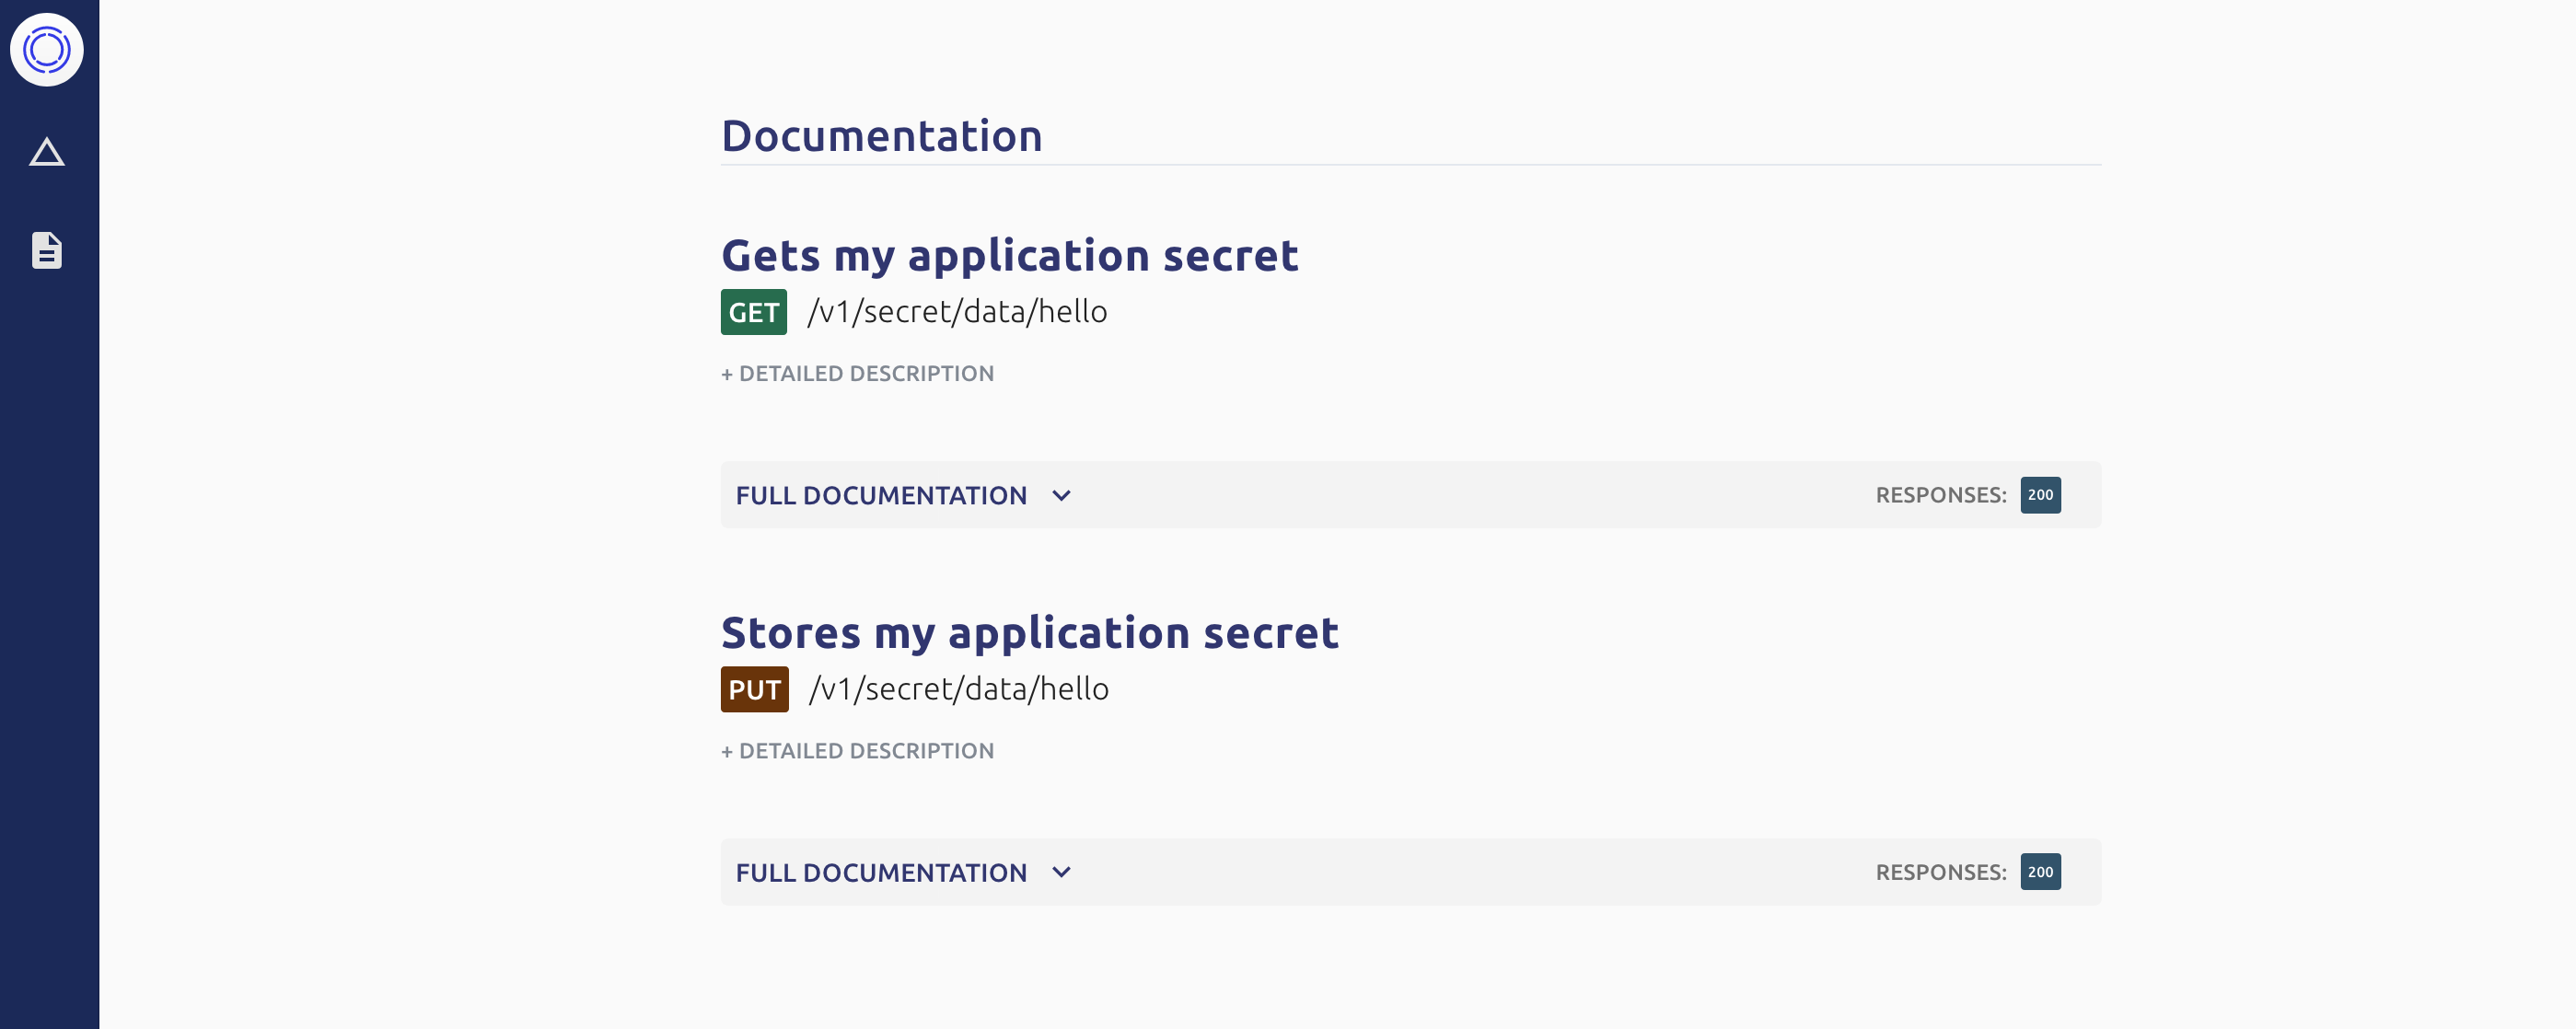 Documentation
Gets my application secret
GET /v1/secret/data/hello
+ DETAILED DESCRIPTION
FULL DOCUMENTATION RESPONSES: 200
Stores my application secret
PUT /v1/secret/data/hello
+ DETAILED DESCRIPTION
FULL DOCUMENTATION RESPONSES: 200